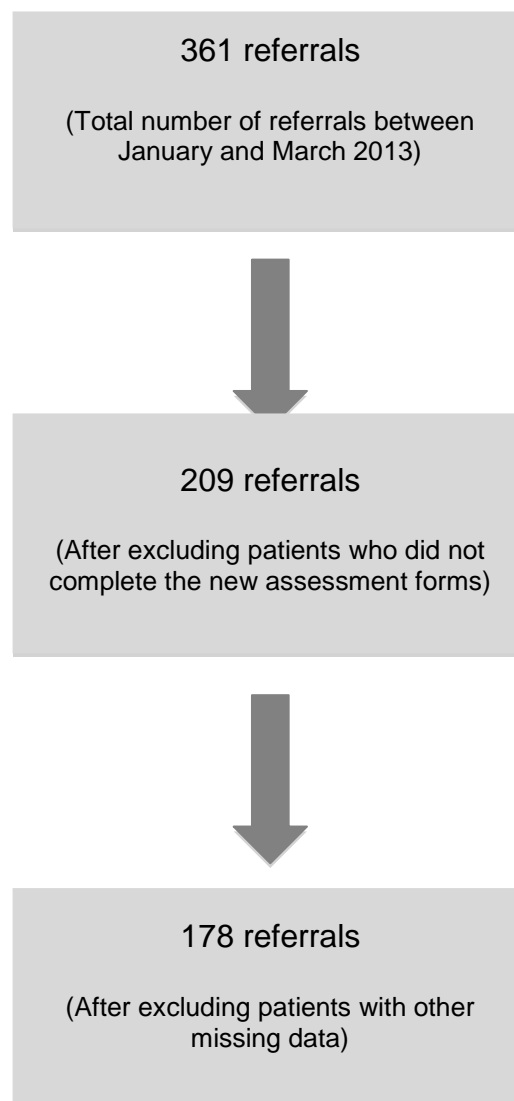 361 referrals
(Total number of referrals between
January and March 2013)
209 referrals
(After excluding patients who did not
complete the new assessment forms)
178 referrals
(After excluding patients with other
missing data)